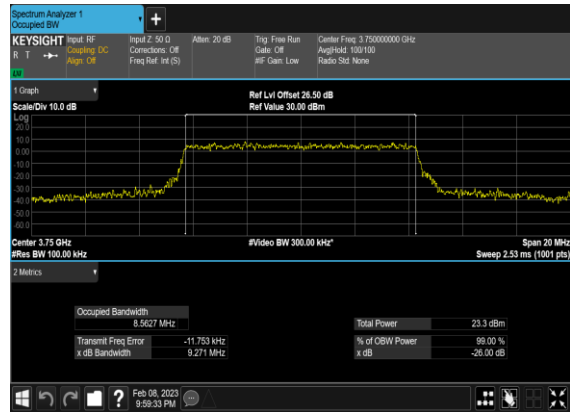 Spectrum Analyzer 1
Occupied BW
+
KEYSIGHT Input: RF Input Z: 50 Ω Atten: 20 dB Trig: Free Run Center Freq: 3.750000000 GHz
R T Coupling: DC Corrections: Off Gate: Off Avg|Hold: 100/100
Align: Off Freq Ref: Int (S) #IF Gain: Low Radio Std: None
LXI
1 Graph
Ref Lvl Offset 26.50 dB
Scale/Div 10.0 dB Ref Value 30.00 dBm
Log
20.0
10.0
0.00
-10.0
-20.0
-30.0
-40.0
-50.0
-60.0
Center 3.75 GHz #Video BW 300.00 kHz* Span 20 MHz
#Res BW 100.00 kHz Sweep 2.53 ms (1001 pts)
2 Metrics
Occupied Bandwidth
8.5627 MHz Total Power 23.3 dBm
Transmit Freq Error -11.753 kHz % of OBW Power 99.00 %
x dB Bandwidth 9.271 MHz x dB -26.00 dB
? Feb 08, 2023
9:59:33 PM